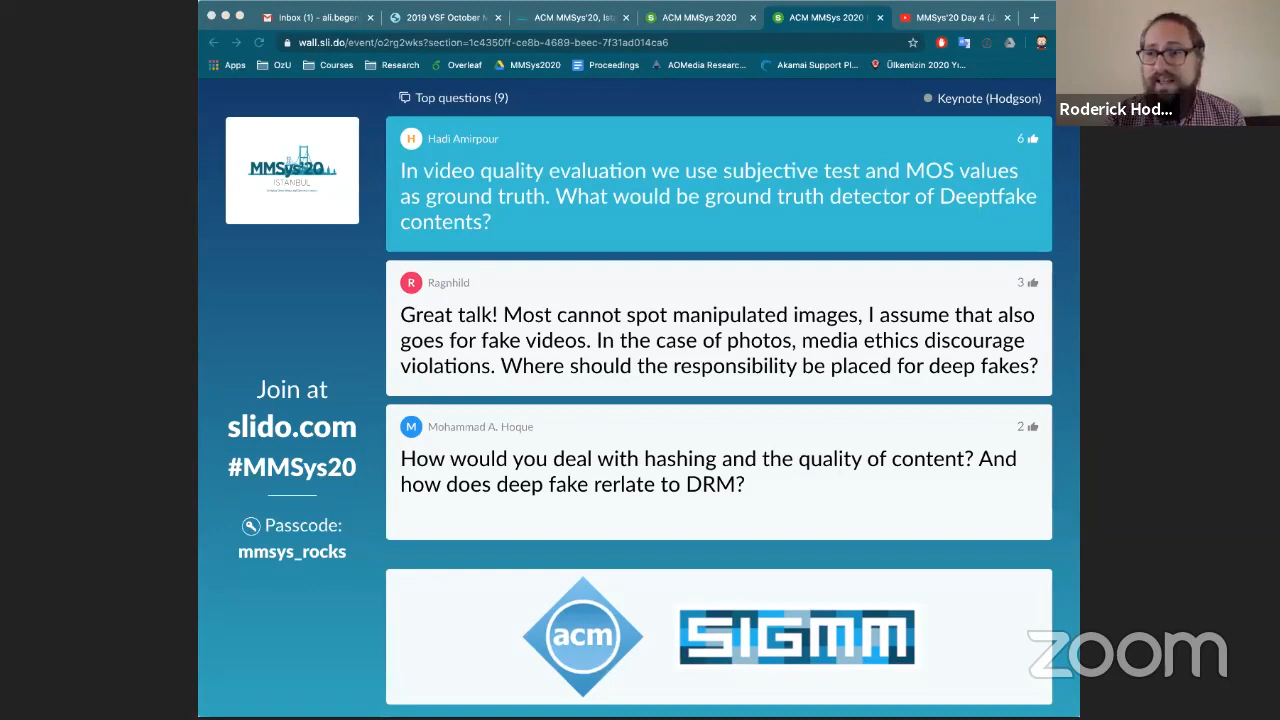 Inbox (1) - ali.begen
2019 VSF October M
ACM MMSys'20, Ist
ACM MMSys 2020
ACM MMSys 2020
MMSys'20 Day 4 (J
wall.sli.do/event/o2rg2wks?section=1c4350ff-ce8b-4689-beec-7f31ad014ca6
Apps
OzU
Courses
Research
Overleaf
MMSys2020
Proceedings
AOMedia Researc...
Akamai Support Pl...
Ülkemizin 2020 Yı...
Roderick Hod...
Top questions (9)
Keynote (Hodgson)
MMSys'20
ISTANBUL
H Hadi Amirpour
6
In video quality evaluation we use subjective test and MOS values
as ground truth. What would be ground truth detector of Deeptfake
contents?
R Ragnhild
3
Great talk! Most cannot spot manipulated images, I assume that also
goes for fake videos. In the case of photos, media ethics discourage
violations. Where should the responsibility be placed for deep fakes?
Join at
slido.com
#MMSys20
Passcode:
mmsys_rocks
M Mohammad A. Hoque
2
How would you deal with hashing and the quality of content? And
how does deep fake rerlate to DRM?
acm
SIGMM
zoom